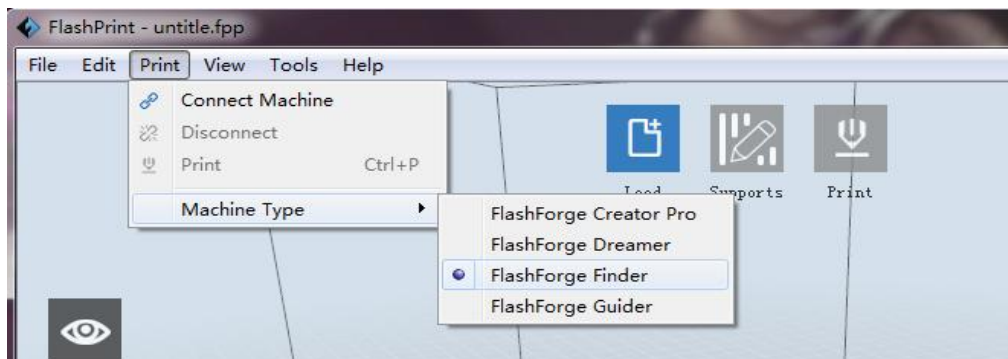 FlashPrint - untitle.fpp
File Edit Print View Tools Help
Connect Machine
Disconnect
Print Ctrl+P
Machine Type
Load Supports Print
FlashForge Creator Pro
FlashForge Dreamer
FlashForge Finder
FlashForge Guider